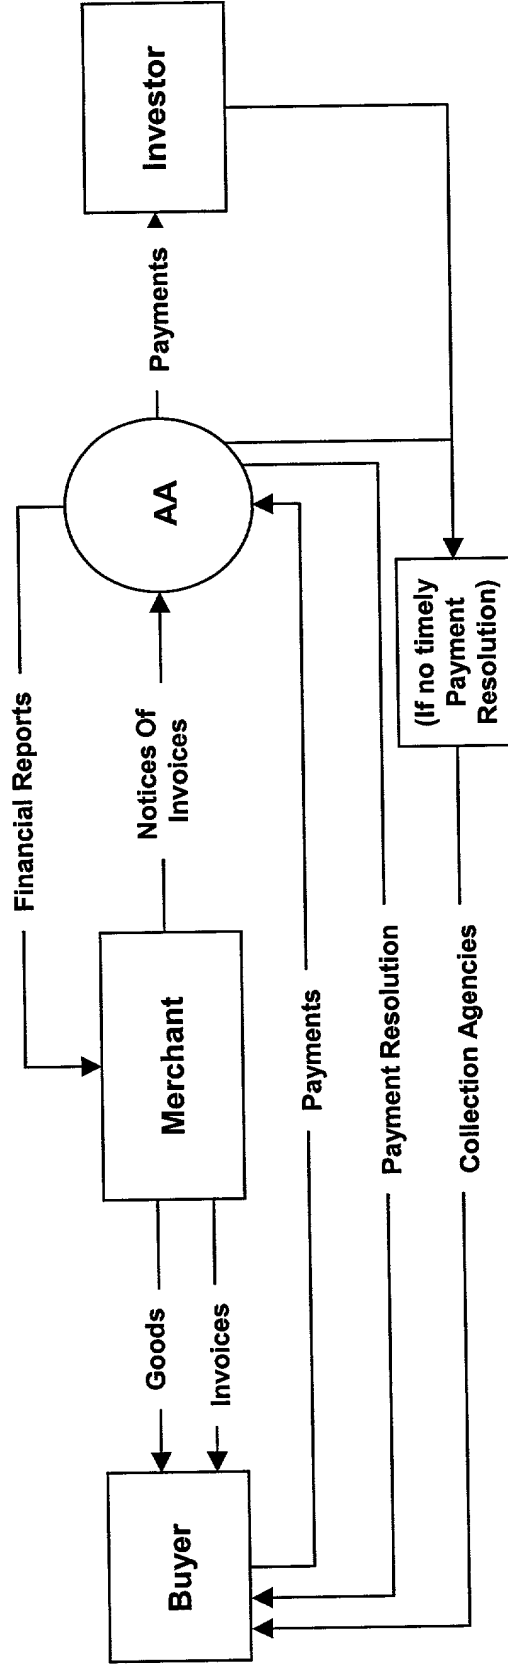 Financial Reports
Buyer
Goods
Invoices
Merchant
Notices Of
Invoices
AA
Payments
Investor
Payments
Payment Resolution
Collection Agencies
(If no timely
Payment
Resolution)